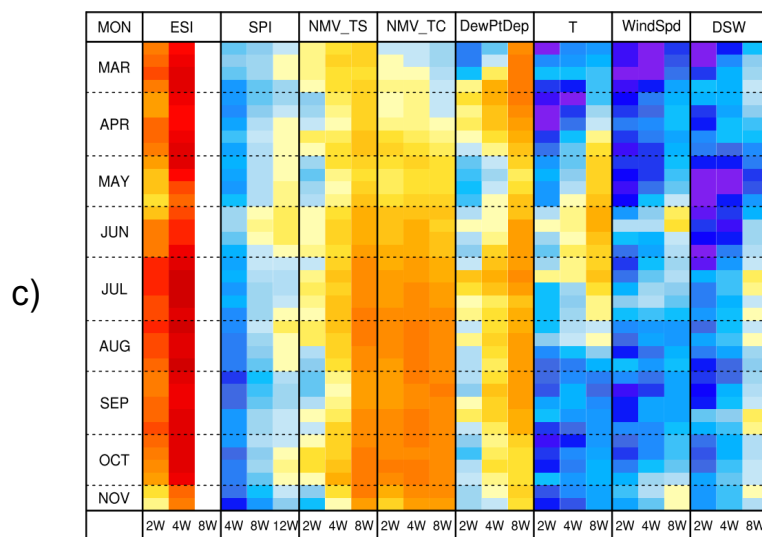 MON ESI SPI NMV_TS NMV_TC DewPtDep T WindSpd DSW
MAR
APR
MAY
JUN
c)
JUL
AUG
SEP
OCT
NOV
2W 4W 8W 4W 8W 12W 2W 4W 8W 2W 4W 8W 2W 4W 8W 2W 4W 8W 2W 4W 8W 2W 4W 8W